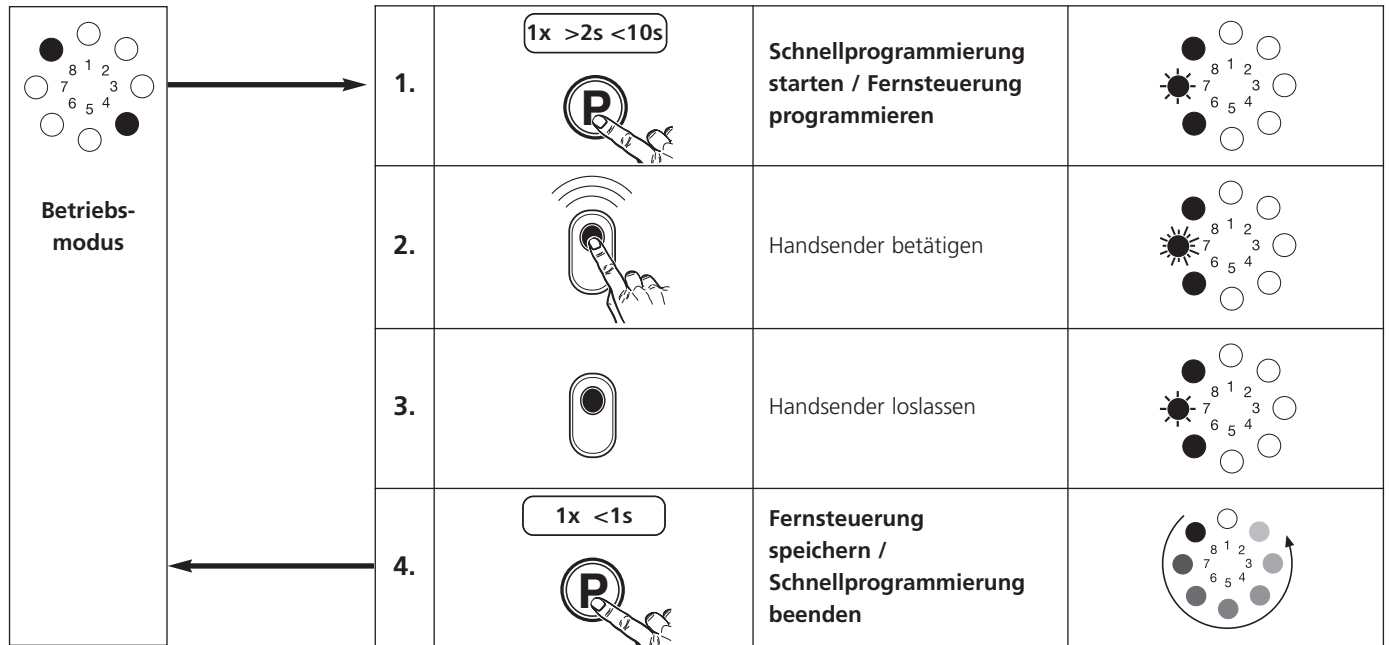 8 1 2
7 3
6 5 4
Betriebs-
modus
1.
1x >2s <10s
P
Schnellprogrammierung
starten / Fernsteuerung
programmieren
8 1 2
7 3
6 5 4
2.
Handsender betätigen
8 1 2
7 3
6 5 4
3.
Handsender loslassen
8 1 2
7 3
6 5 4
4.
1x <1s
P
Fernsteuerung
speichern /
Schnellprogrammierung
beenden
8 1 2
7 3
6 5 4